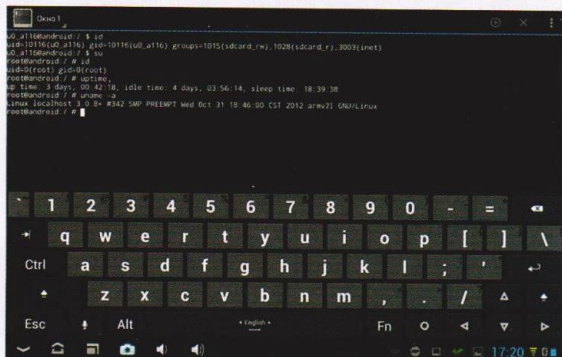 Окно 1
u0_a116@android:/ $ id
uid=10116(u0_a116) gid=10116(u0_a116) groups=1015(sdcard_rw),1028(sdcard_r),3003(inet)
u0_a116@android:/ $ su
root@android:/ # id
uid=0(root) gid=0(root)
root@android:/ # uptime,
up time: 3 days, 00:42:18, idle time: 4 days, 03:56:14, sleep time: 18:39:38
root@android:/ # uname -a
Linux localhost 3.0.8+ #342 SMP PREEMPT Wed Oct 31 18:46:00 CST 2012 armv7l GNU/Linux
root@android:/ #
` 1 2 3 4 5 6 7 8 9 0 - =
q w e r t y u i o p [ ] \
Ctrl a s d f g h j k l ; '
z x c v b n m , . /
Esc Alt English Fn
17:20